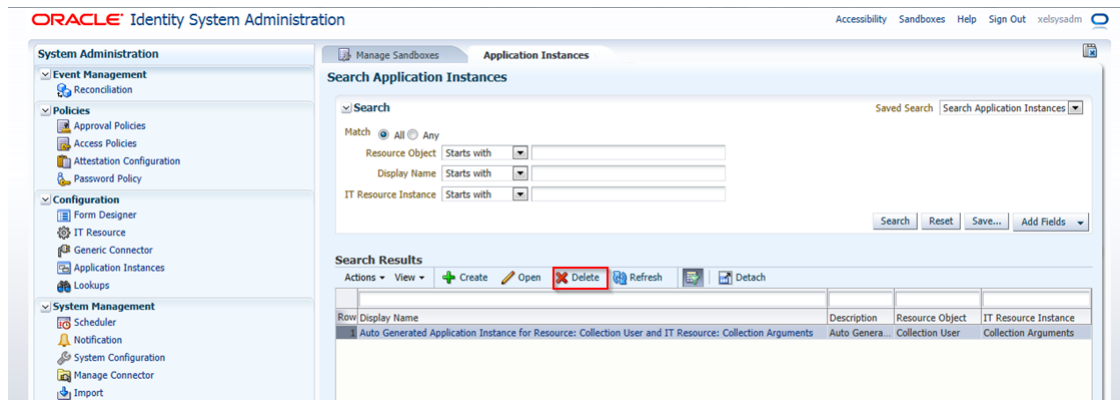 ORACLE Identity System Administration
Accessibility Sandboxes Help Sign Out xelsysadm
System Administration
Event Management
Reconciliation
Policies
Approval Policies
Access Policies
Attestation Configuration
Password Policy
Configuration
Form Designer
IT Resource
Generic Connector
Application Instances
Lookups
System Management
Scheduler
Notification
System Configuration
Manage Connector
Import
Manage Sandboxes Application Instances
Search Application Instances
Search
Saved Search Search Application Instances
Match All Any
Resource Object Starts with
Display Name Starts with
IT Resource Instance Starts with
Search Reset Save... Add Fields
Search Results
Actions View Create Open Delete Refresh Detach
Row Display Name Description Resource Object IT Resource Instance
1 Auto Generated Application Instance for Resource: Collection User and IT Resource: Collection Arguments Auto Genera... Collection User Collection Arguments